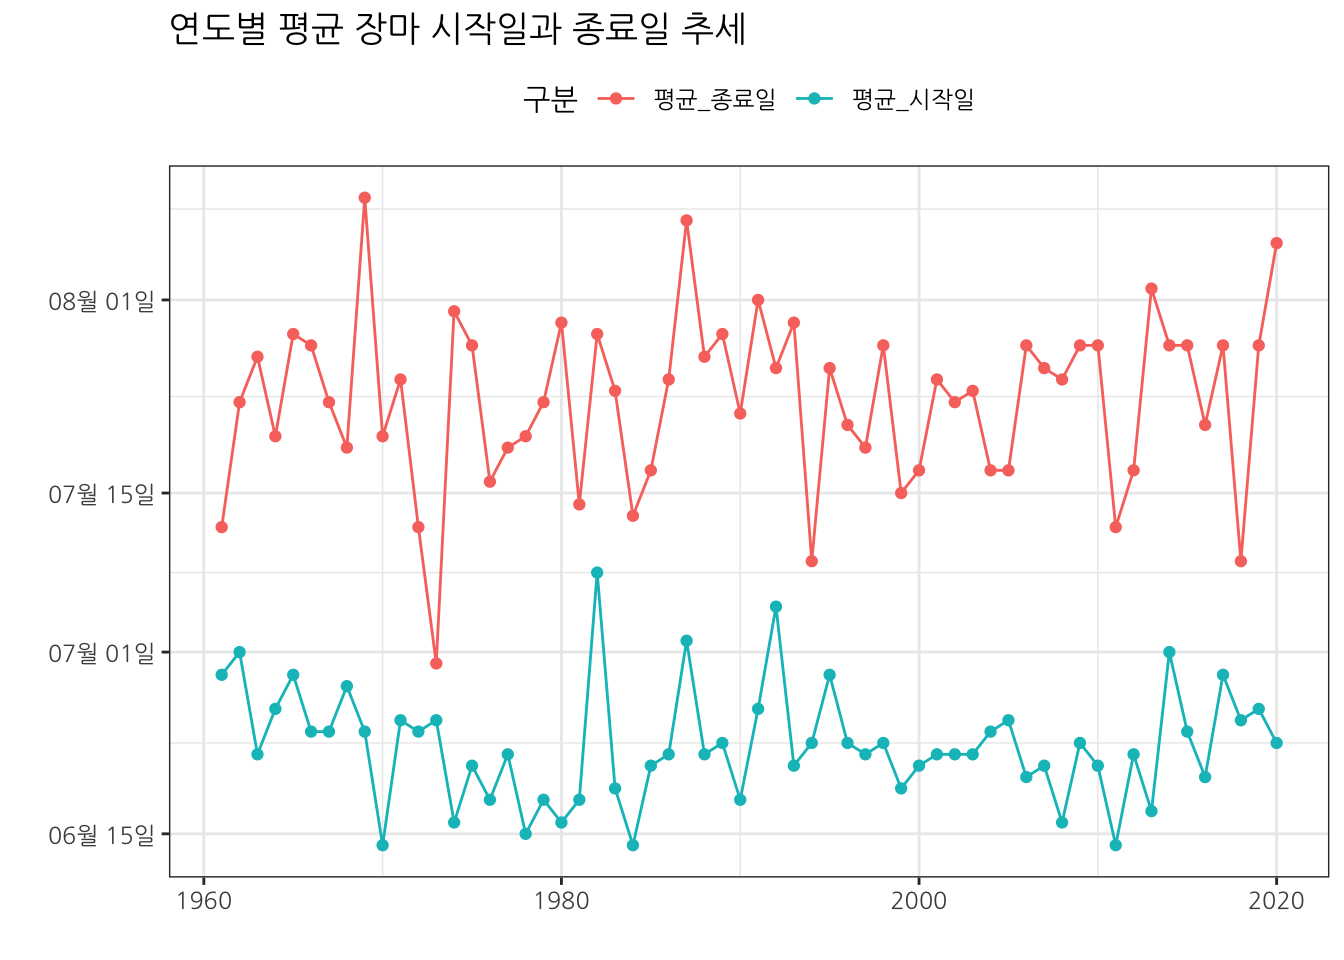 연도별 평균 장마 시작일과 종료일 추세
구분 평균_종료일 평균_시작일
08월 01일
07월 15일
07월 01일
06월 15일
1960 1980 2000 2020